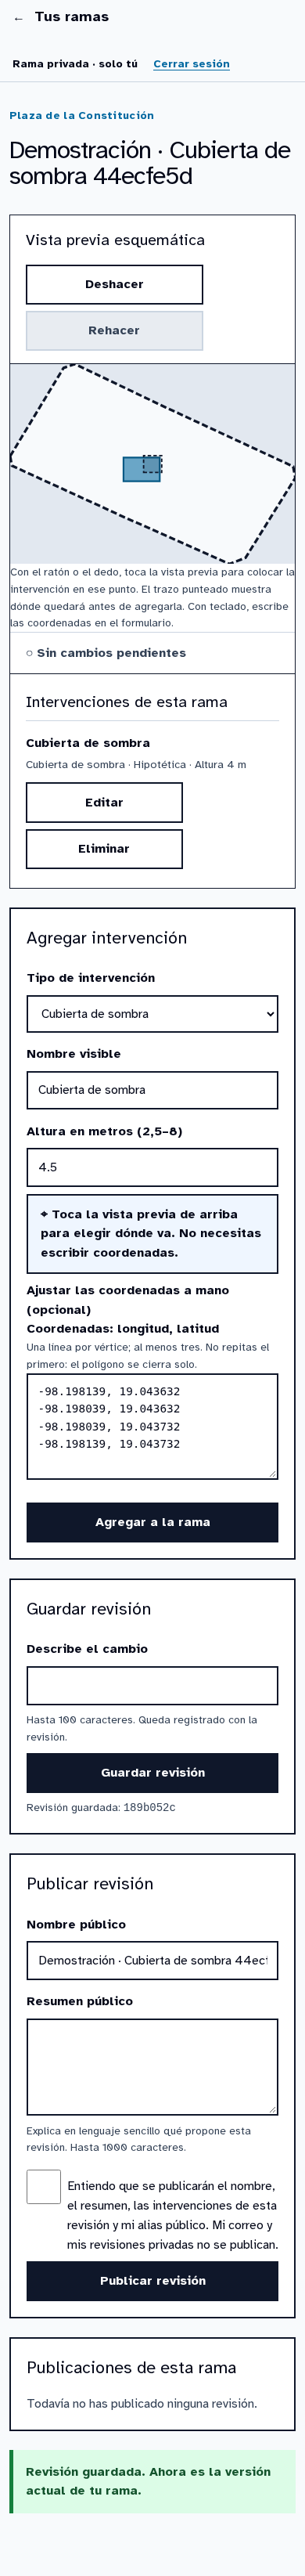 ← Tus ramas
Rama privada · solo tú Cerrar sesión
Plaza de la Constitución
Demostración · Cubierta de
sombra 44ecfe5d
Vista previa esquemática
Deshacer
Rehacer
Con el ratón o el dedo, toca la vista previa para colocar la
intervención en ese punto. El trazo punteado muestra
dónde quedará antes de agregarla. Con teclado, escribe
las coordenadas en el formulario.
○ Sin cambios pendientes
Intervenciones de esta rama
Cubierta de sombra
Cubierta de sombra · Hipotética · Altura 4 m
Editar
Eliminar
Agregar intervención
Tipo de intervención
Cubierta de sombra
Nombre visible
Cubierta de sombra
Altura en metros (2,5–8)
4.5
⌖ Toca la vista previa de arriba
para elegir dónde va. No necesitas
escribir coordenadas.
Ajustar las coordenadas a mano
(opcional)
Coordenadas: longitud, latitud
Una línea por vértice; al menos tres. No repitas el
primero: el polígono se cierra solo.
-98.198139, 19.043632
-98.198039, 19.043632
-98.198039, 19.043732
-98.198139, 19.043732
Agregar a la rama
Guardar revisión
Describe el cambio
Hasta 100 caracteres. Queda registrado con la
revisión.
Guardar revisión
Revisión guardada: 189b052c
Publicar revisión
Nombre público
Demostración · Cubierta de sombra 44ecf
Resumen público
Explica en lenguaje sencillo qué propone esta
revisión. Hasta 1000 caracteres.
Entiendo que se publicarán el nombre,
el resumen, las intervenciones de esta
revisión y mi alias público. Mi correo y
mis revisiones privadas no se publican.
Publicar revisión
Publicaciones de esta rama
Todavía no has publicado ninguna revisión.
Revisión guardada. Ahora es la versión
actual de tu rama.